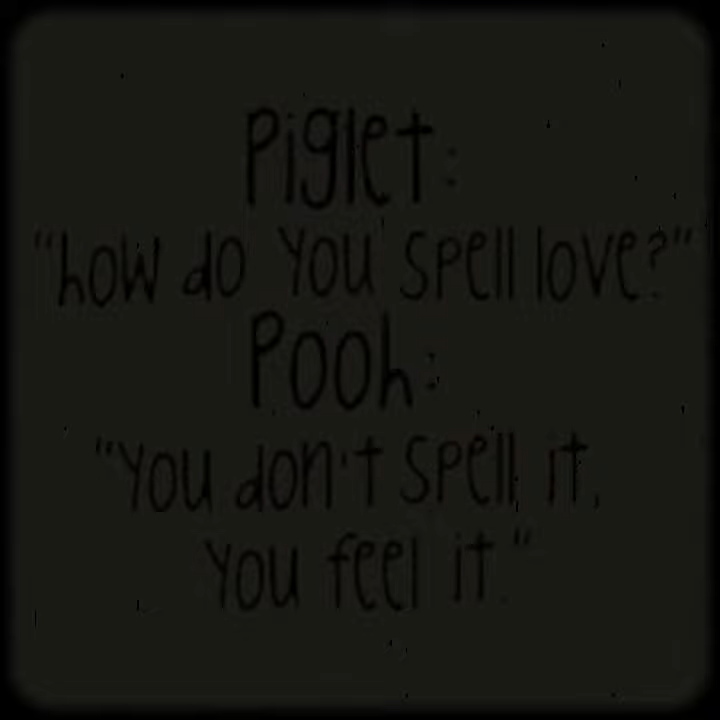 Piglet:
"how do You spell love?"
Pooh:
"You don't spell it,
You feel it."